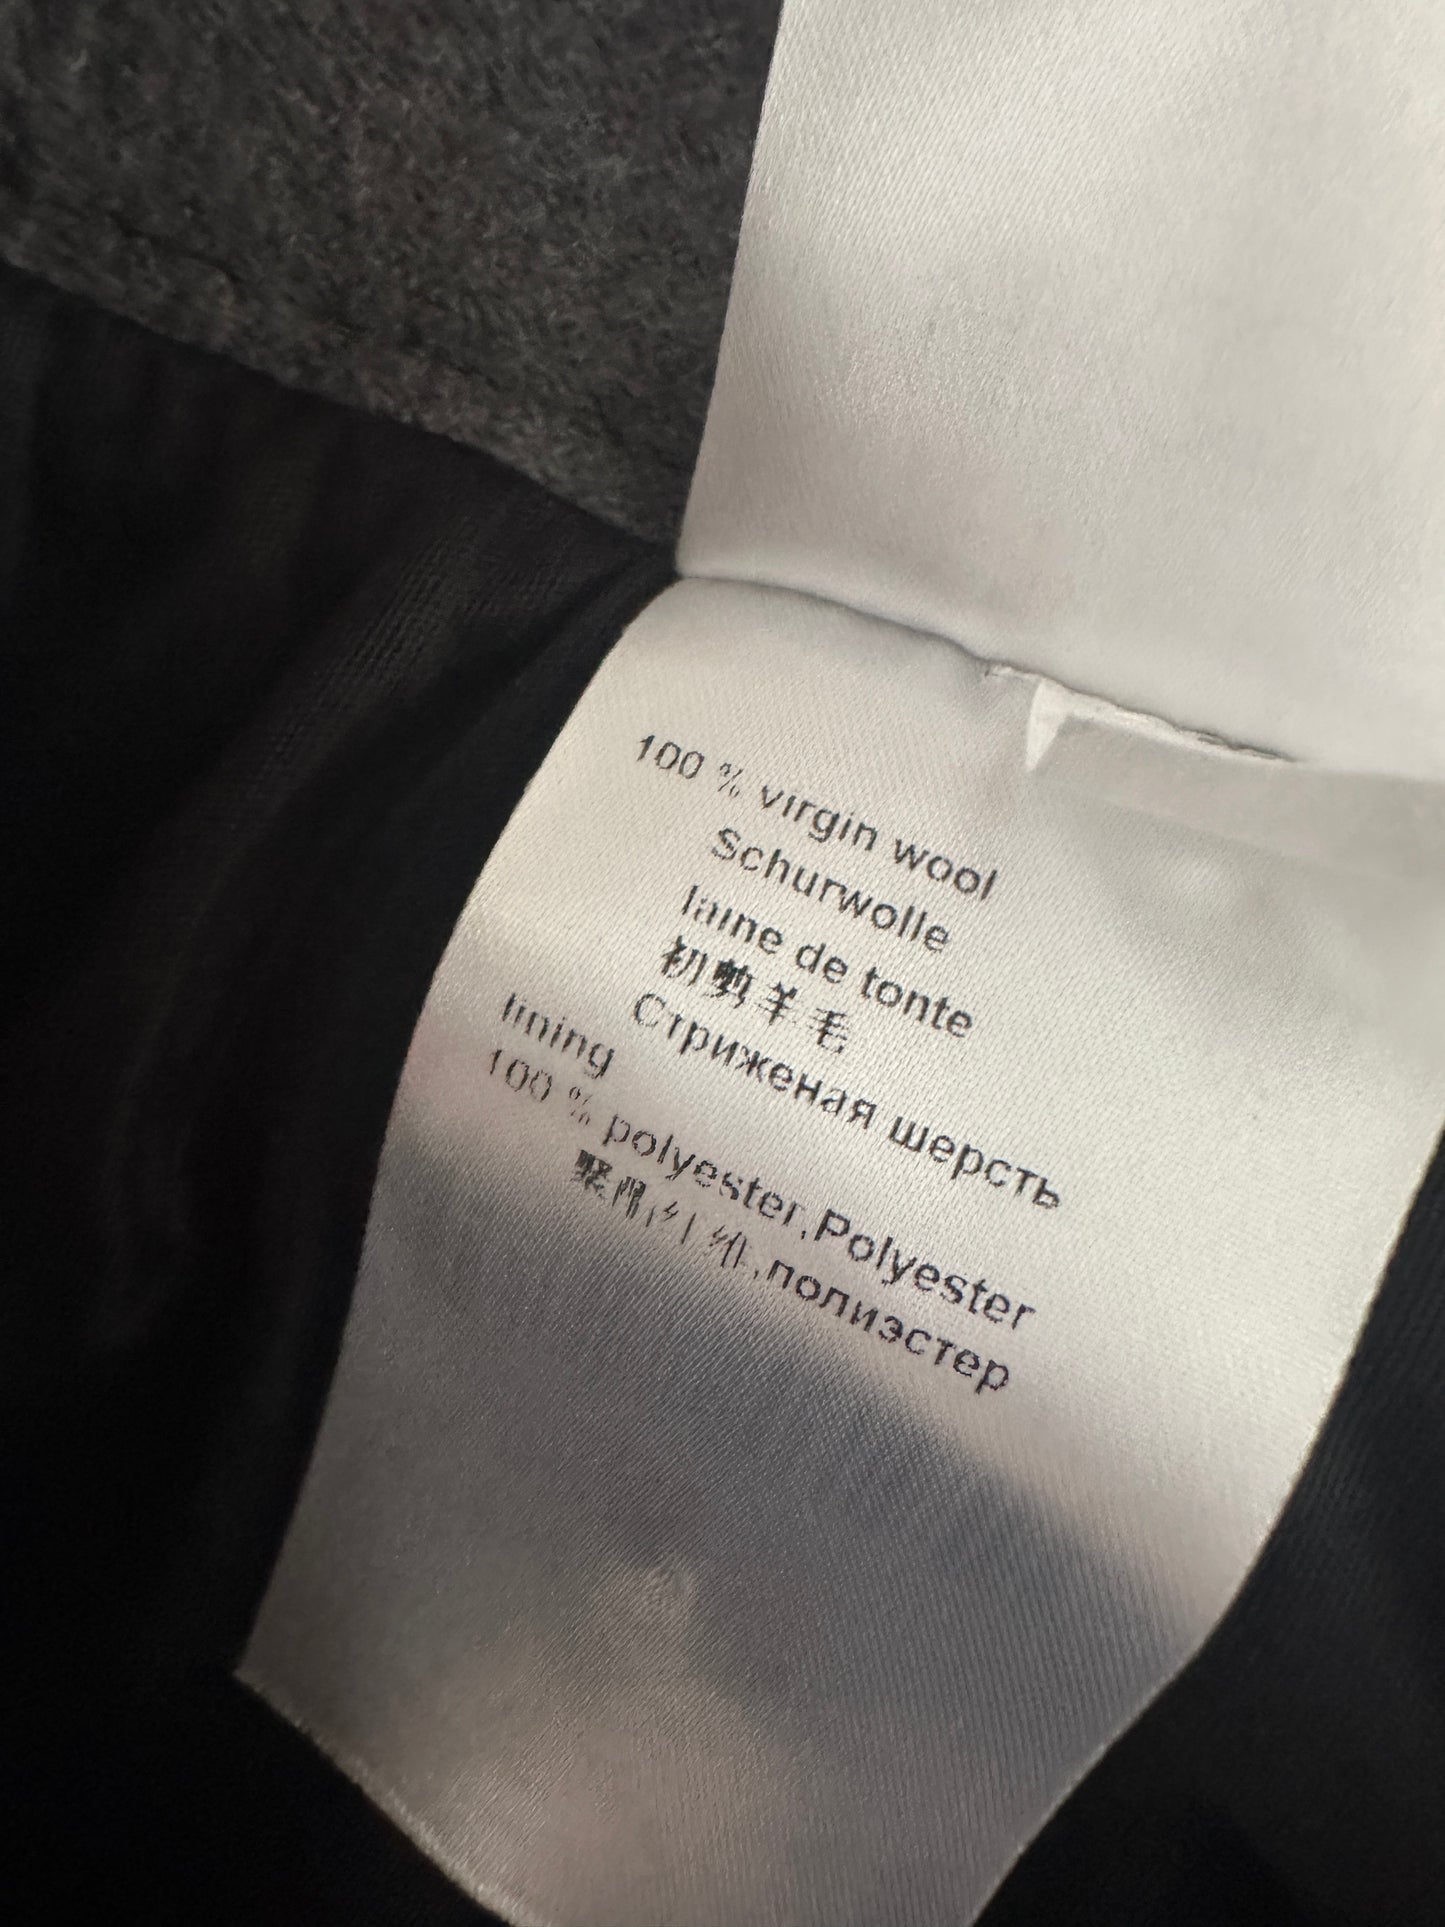 100 % virgin wool
Schurwolle
laine de tonte
初剪羊毛
Стриженая шерсть
lining
100 % polyester,Polyester
聚酯纤维,полиэстер